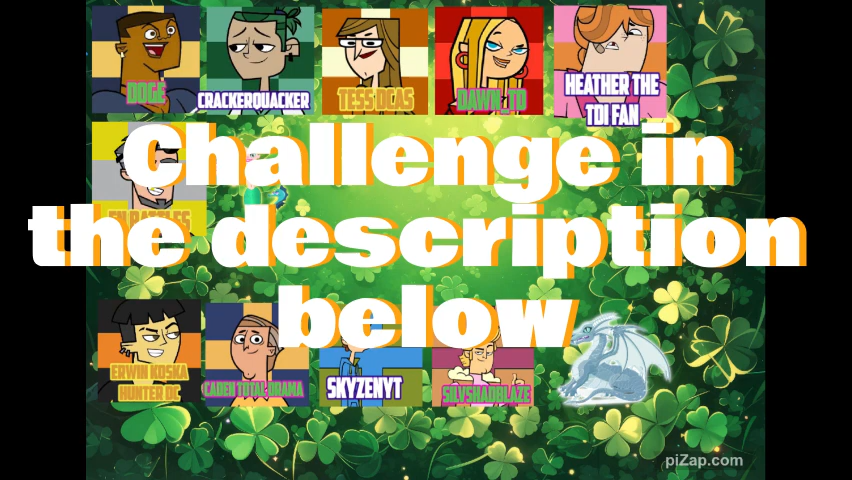 DOGE
CRACKERQUACKER
TESS DCAS
DAWN_TD
HEATHER THE
TDI FAN
Challenge in
the description
below
ERWIN KOSKA
HUNTER DC
CADEN TOTAL DRAMA
SKYZENYT
SILVSHADBLAZE
piZap.com